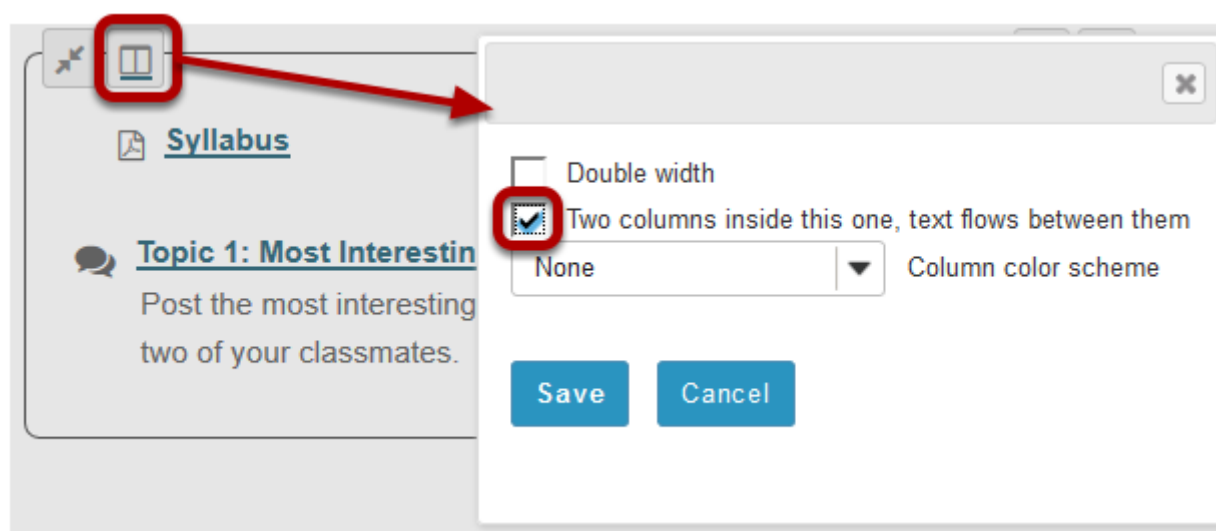 Syllabus
Topic 1: Most Interestin
Post the most interesting
two of your classmates.
Double width
Two columns inside this one, text flows between them
None
Column color scheme
Save
Cancel